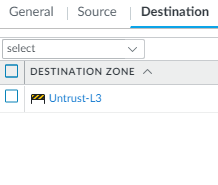 General Source Destination
select
DESTINATION ZONE
Untrust-L3